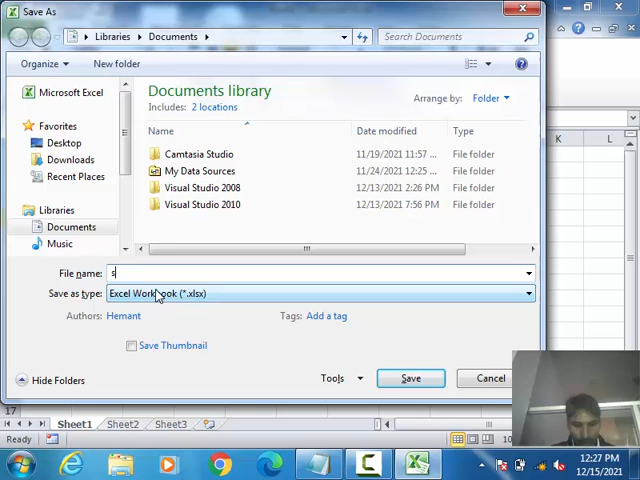 Save As
Libraries
Documents
Search Documents
Organize
New folder
Microsoft Excel
Favorites
Desktop
Downloads
Recent Places
Libraries
Documents
Music
Documents library
Includes: 2 locations
Arrange by: Folder
Name Date modified Type
Camtasia Studio 11/19/2021 11:57 ... File folder
My Data Sources 11/24/2021 12:25 ... File folder
Visual Studio 2008 12/13/2021 2:26 PM File folder
Visual Studio 2010 12/13/2021 7:56 PM File folder
File name: s
Save as type: Excel Workbook (*.xlsx)
Authors: Hemant
Tags: Add a tag
Save Thumbnail
Hide Folders
Tools
Save
Cancel
K L
17
Sheet1 Sheet2 Sheet3
Ready
10
12:27 PM
12/15/2021